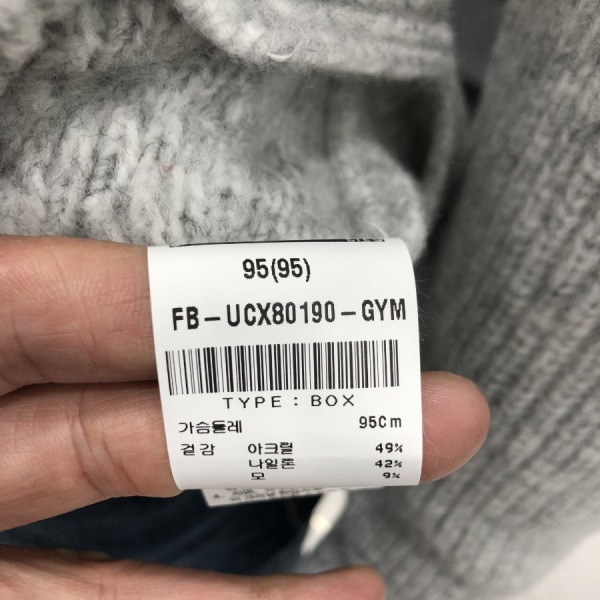 95(95)
FB-UCX80190-GYM
TYPE : BOX
가슴둘레 95Cm
겉감 아크릴 49%
나일론 42%
모 9%